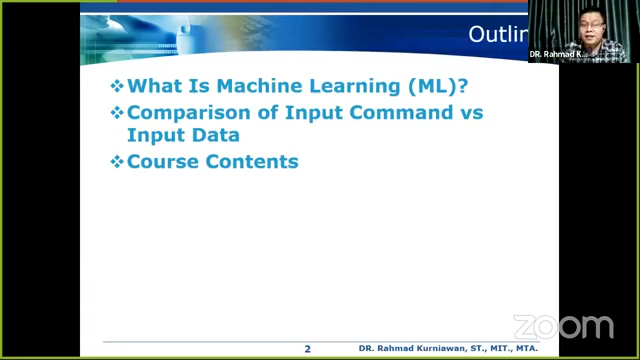 Outlin
DR. Rahmad K...
❖What Is Machine Learning (ML)?
❖Comparison of Input Command vs
Input Data
❖Course Contents
zoom
2
DR. Rahmad Kurniawan, ST., MIT., MTA.